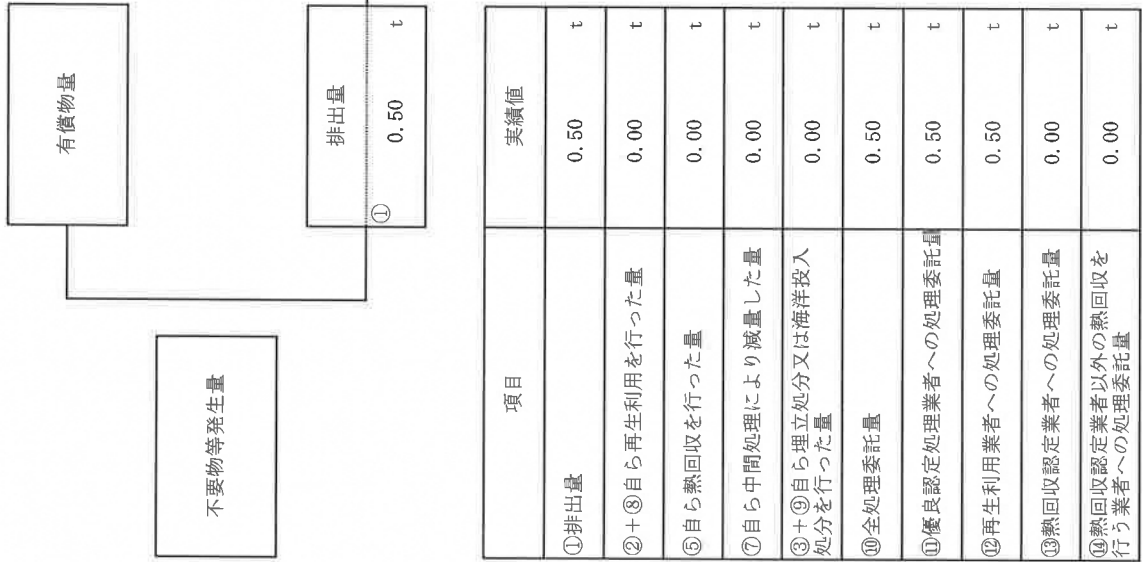 有償物量
不要物等発生量
排出量
① 0.50 t
項目 実績値
①排出量 0.50 t
②+⑧自ら再生利用を行った量 0.00 t
⑤自ら熱回収を行った量 0.00 t
⑦自ら中間処理により減量した量 0.00 t
③+⑨自ら埋立処分又は海洋投入
処分を行った量 0.00 t
⑩全処理委託量 0.50 t
⑪優良認定処理業者への処理委託量 0.50 t
⑫再生利用業者への処理委託量 0.50 t
⑬熱回収認定業者への処理委託量 0.00 t
⑭熱回収認定業者以外の熱回収を
行う業者への処理委託量 0.00 t